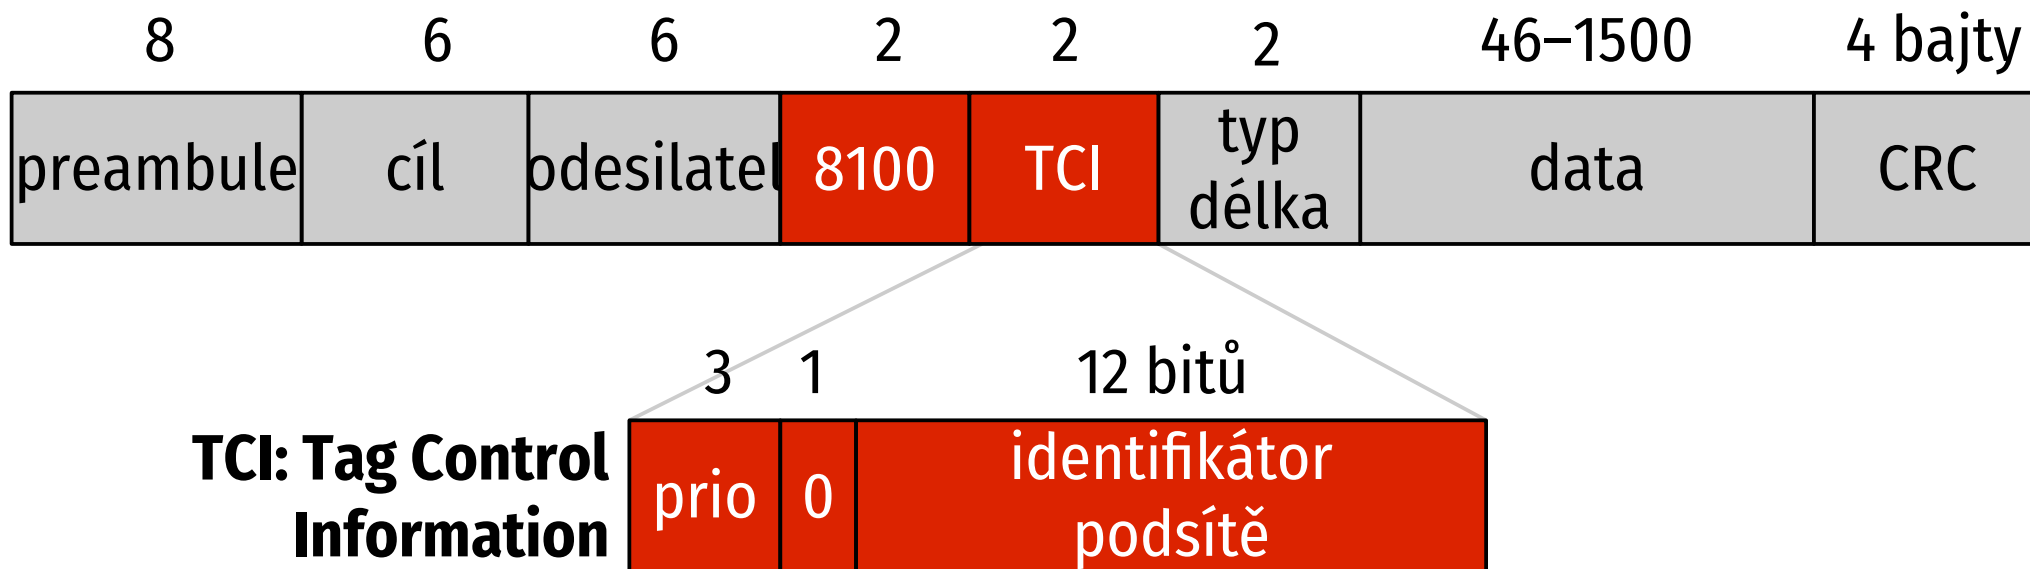 8 6 6 2 2 2 46–1500 4 bajty
preambule cíl odesilatel 8100 TCI typ délka data CRC
3 1 12 bitů
TCI: Tag Control
Information
prio 0 identifikátor
podsítě